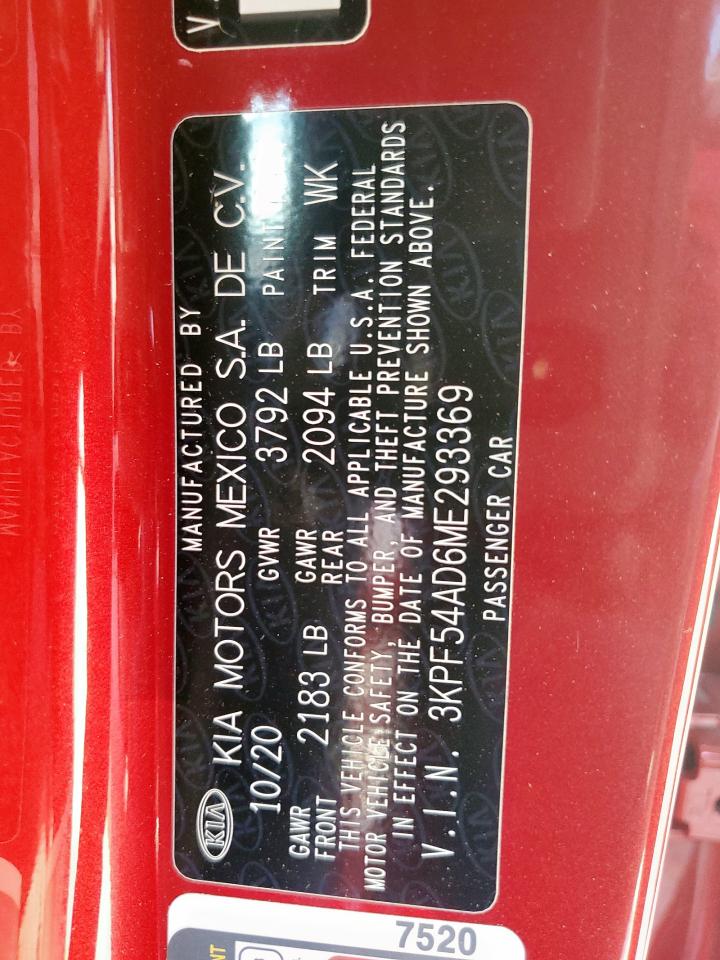 MANUFACTURED BY
KIA KIA MOTORS MEXICO S.A. DE C.V.
10/20 GVWR 3792 LB PAINT
GAWR FRONT 2183 LB GAWR REAR 2094 LB TRIM WK
THIS VEHICLE CONFORMS TO ALL APPLICABLE U.S.A. FEDERAL
MOTOR VEHICLE SAFETY, BUMPER, AND THEFT PREVENTION STANDARDS
IN EFFECT ON THE DATE OF MANUFACTURE SHOWN ABOVE.
V.I.N. 3KPF54AD6ME293369
PASSENGER CAR
7520